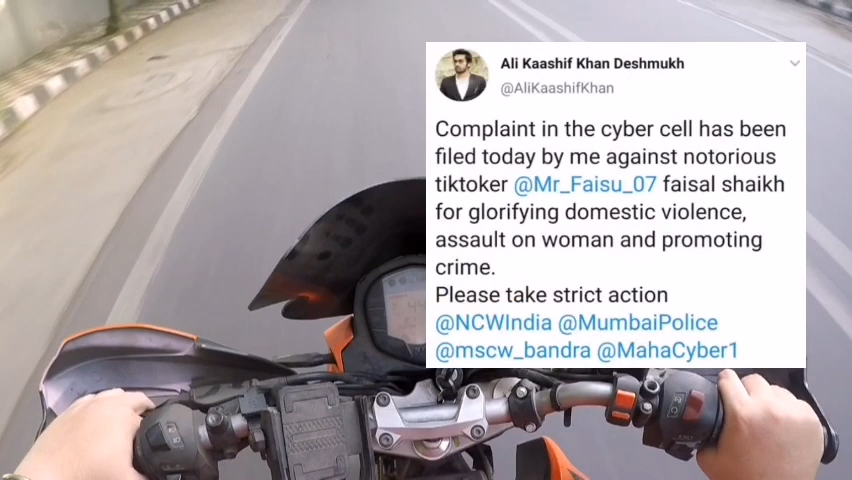 Ali Kaashif Khan Deshmukh
@AliKaashifKhan
Complaint in the cyber cell has been
filed today by me against notorious
tiktoker @Mr_Faisu_07 faisal shaikh
for glorifying domestic violence,
assault on woman and promoting
crime.
Please take strict action
@NCWIndia @MumbaiPolice
@mscw_bandra @MahaCyber1